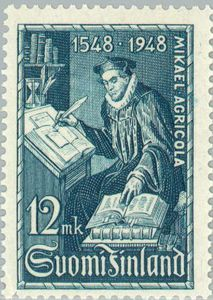 1548 · 1948
MIKAEL AGRICOLA
12 mk
SUOMI FINLAND